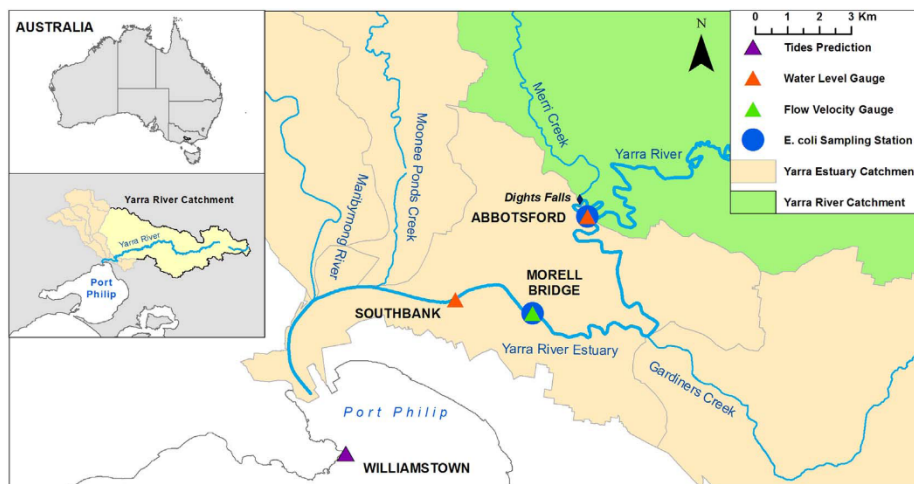 AUSTRALIA
Yarra River Catchment
Yarra River
Port
Philip
N
0 1 2 3 Km
Tides Prediction
Water Level Gauge
Flow Velocity Gauge
E. coli Sampling Station
Yarra Estuary Catchment
Yarra River Catchment
Merri Creek
Yarra River
Moonee Ponds Creek
Maribyrnong River
Dights Falls
ABBOTSFORD
MORELL
BRIDGE
SOUTHBANK
Yarra River Estuary
Gardiners Creek
Port Philip
WILLIAMSTOWN